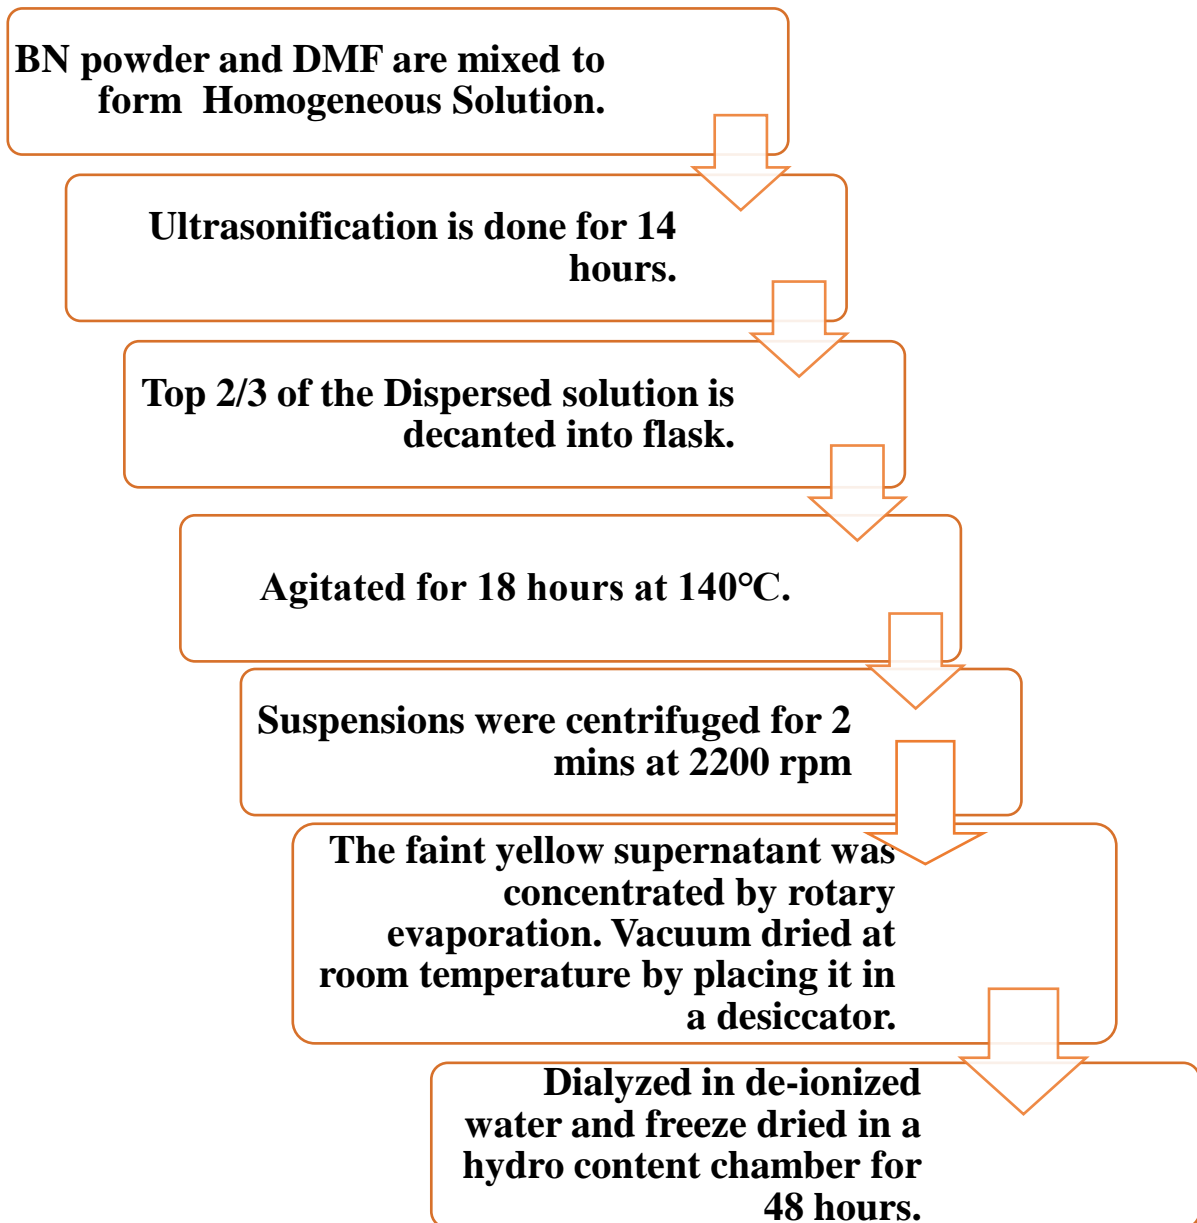 BN powder and DMF are mixed to
form  Homogeneous Solution.
Ultrasonification is done for 14
hours.
Top 2/3 of the Dispersed solution is
decanted into flask.
Agitated for 18 hours at 140°C.
Suspensions were centrifuged for 2
mins at 2200 rpm
The faint yellow supernatant was
concentrated by rotary
evaporation. Vacuum dried at
room temperature by placing it in
a desiccator.
Dialyzed in de-ionized
water and freeze dried in a
hydro content chamber for
48 hours.